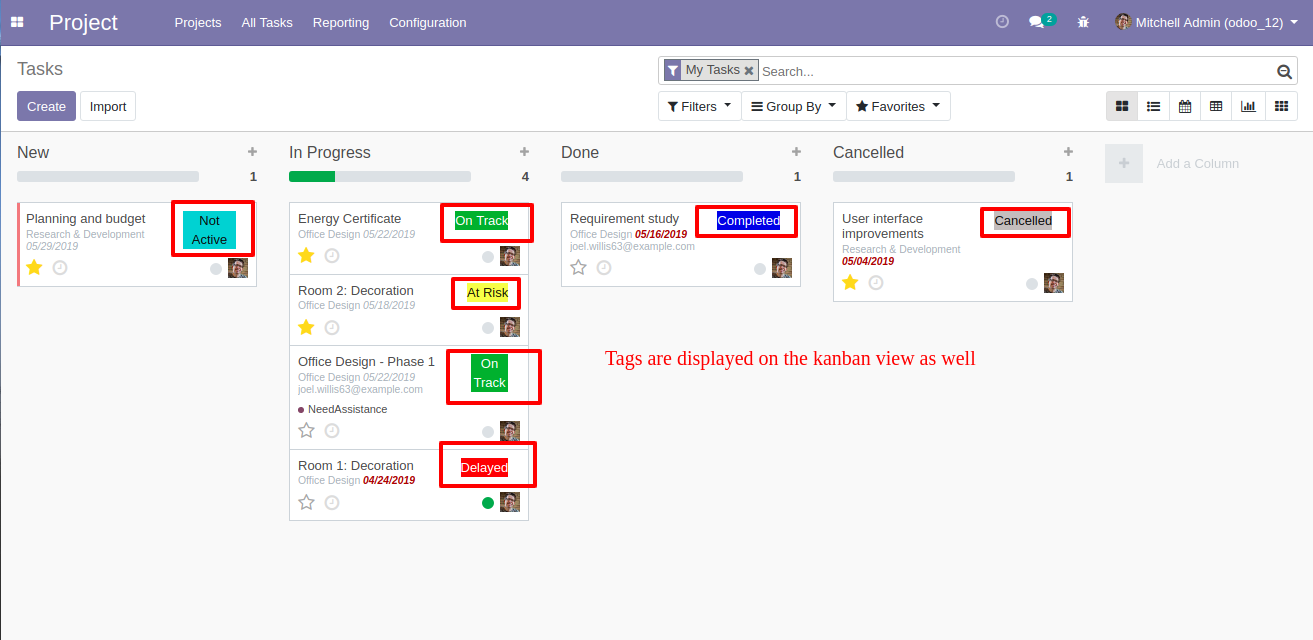 Project
Projects
All Tasks
Reporting
Configuration
2
Mitchell Admin (odoo_12)
Tasks
My Tasks
Search...
Create
Import
Filters
Group By
Favorites
New
1
Planning and budget
Research & Development
05/29/2019
Not
Active
In Progress
4
Energy Certificate
Office Design 05/22/2019
On Track
Room 2: Decoration
Office Design 05/18/2019
At Risk
Office Design - Phase 1
Office Design 05/22/2019
joel.willis63@example.com
NeedAssistance
On
Track
Room 1: Decoration
Office Design 04/24/2019
Delayed
Done
1
Requirement study
Office Design 05/16/2019
joel.willis63@example.com
Completed
Cancelled
1
User interface
improvements
Research & Development
05/04/2019
Cancelled
Add a Column
Tags are displayed on the kanban view as well